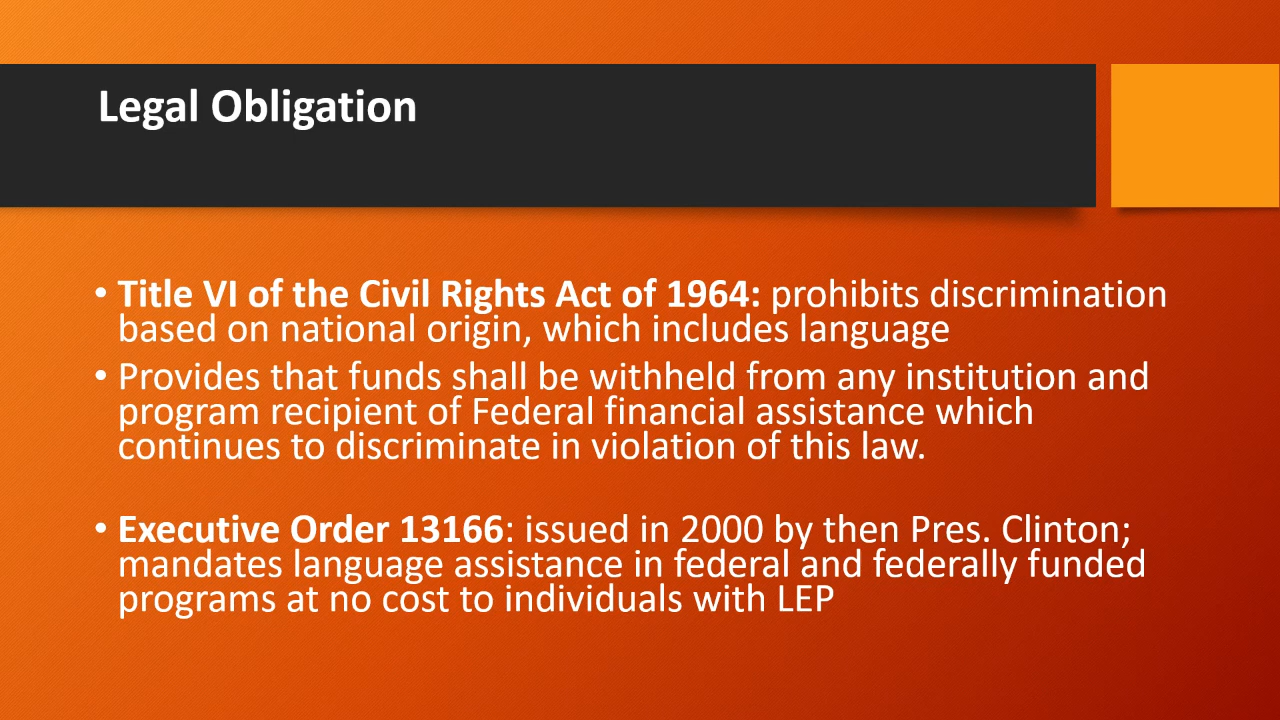 Legal Obligation
• Title VI of the Civil Rights Act of 1964: prohibits discrimination
based on national origin, which includes language
• Provides that funds shall be withheld from any institution and
program recipient of Federal financial assistance which
continues to discriminate in violation of this law.
• Executive Order 13166: issued in 2000 by then Pres. Clinton;
mandates language assistance in federal and federally funded
programs at no cost to individuals with LEP